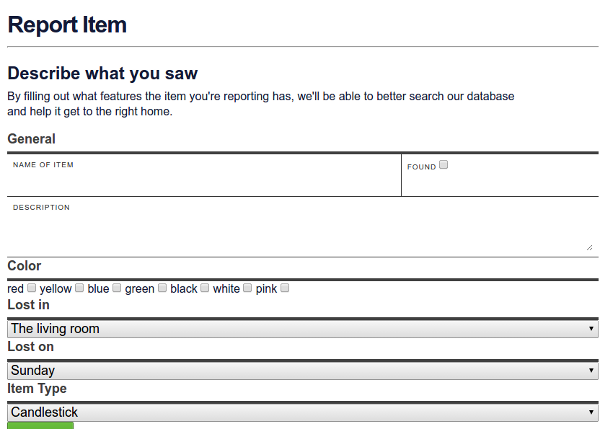 Report Item
Describe what you saw
By filling out what features the item you're reporting has, we'll be able to better search our database
and help it get to the right home.
General
NAME OF ITEM
FOUND
DESCRIPTION
Color
red yellow blue green black white pink
Lost in
The living room
Lost on
Sunday
Item Type
Candlestick